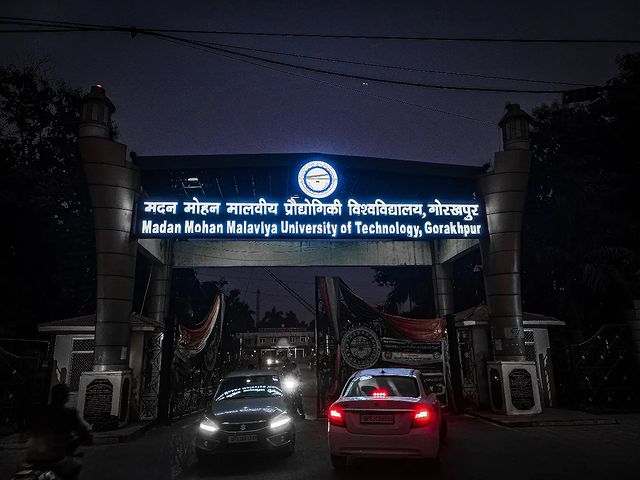 मदन मोहन मालवीय प्रौद्योगिकी विश्वविद्यालय, गोरखपुर
Madan Mohan Malaviya University of Technology, Gorakhpur